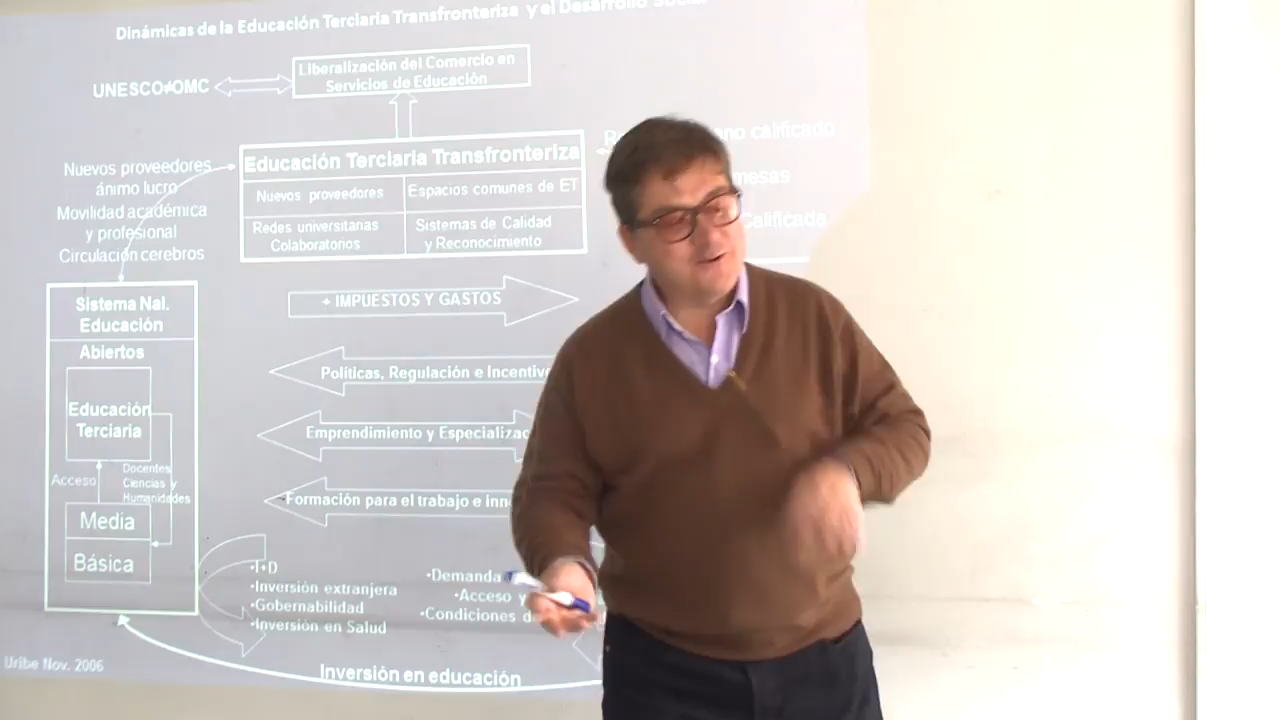 Dinámicas de la Educación Terciaria Transfronteriza y el Desarrollo Social
UNESCO≠OMC
Liberalización del Comercio en
Servicios de Educación
Educación Terciaria Transfronteriza
Nuevos proveedores
Espacios comunes de ET
Redes universitarias
Colaboratorios
Sistemas de Calidad
y Reconocimiento
calificado
Calificada
Nuevos proveedores
ánimo lucro
Movilidad académica
y profesional
Circulación cerebros
Sistema Nal.
Educación
Abiertos
Educación
Terciaria
Acceso
Docentes
Ciencias y
Humanidades
Media
Básica
+ IMPUESTOS Y GASTOS
Políticas, Regulación e
Emprendimiento y
Formación para el trabajo e
•I+D
•Inversión extranjera
•Gobernabilidad
•Inversión en Salud
•Demanda
•Acceso y
•Condiciones
Inversión en educación
Uribe Nov. 2006